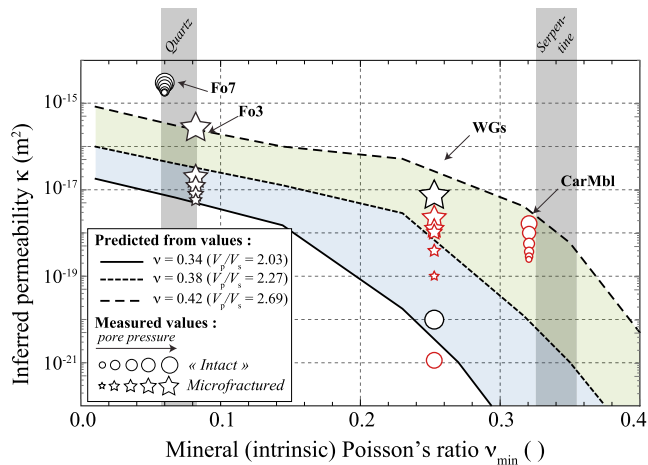 Quartz
Serpen-
tine
Fo7
Fo3
WGs
CarMbl
Inferred permeability κ (m²)
10⁻¹⁵
10⁻¹⁷
10⁻¹⁹
10⁻²¹
Predicted from values :
ν = 0.34 (Vp/Vs = 2.03)
ν = 0.38 (Vp/Vs = 2.27)
ν = 0.42 (Vp/Vs = 2.69)
Measured values :
pore pressure
« Intact »
Microfractured
0.0 0.1 0.2 0.3 0.4
Mineral (intrinsic) Poisson's ratio νmin ()